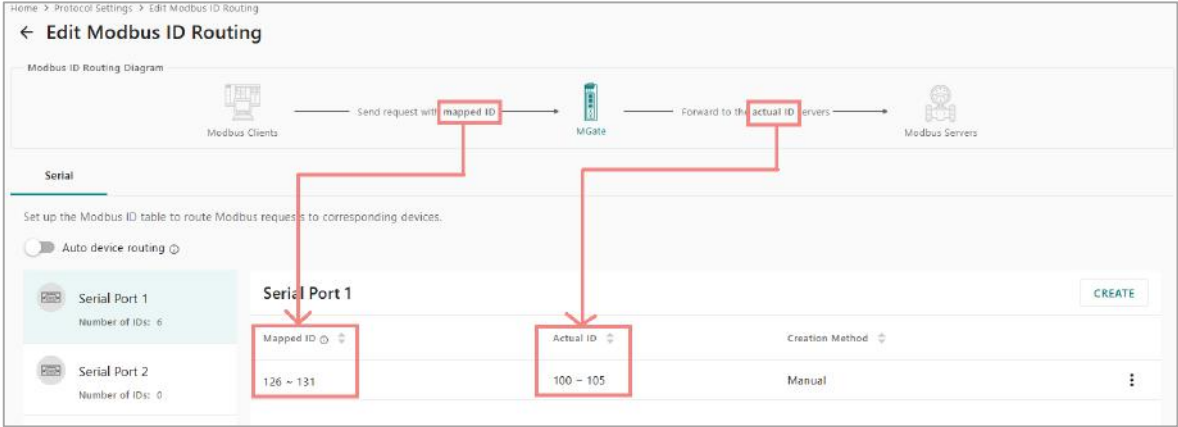 Home > Protocol Settings > Edit Modbus ID Routing
← Edit Modbus ID Routing
Modbus ID Routing Diagram
Send request with mapped ID
Forward to the actual ID servers
Modbus Clients
MGate
Modbus Servers
Serial
Set up the Modbus ID table to route Modbus requests to corresponding devices.
Auto device routing
Serial Port 1
Number of IDs: 6
Serial Port 2
Number of IDs: 0
Serial Port 1
CREATE
Mapped ID Actual ID Creation Method
126 ~ 131 100 ~ 105 Manual